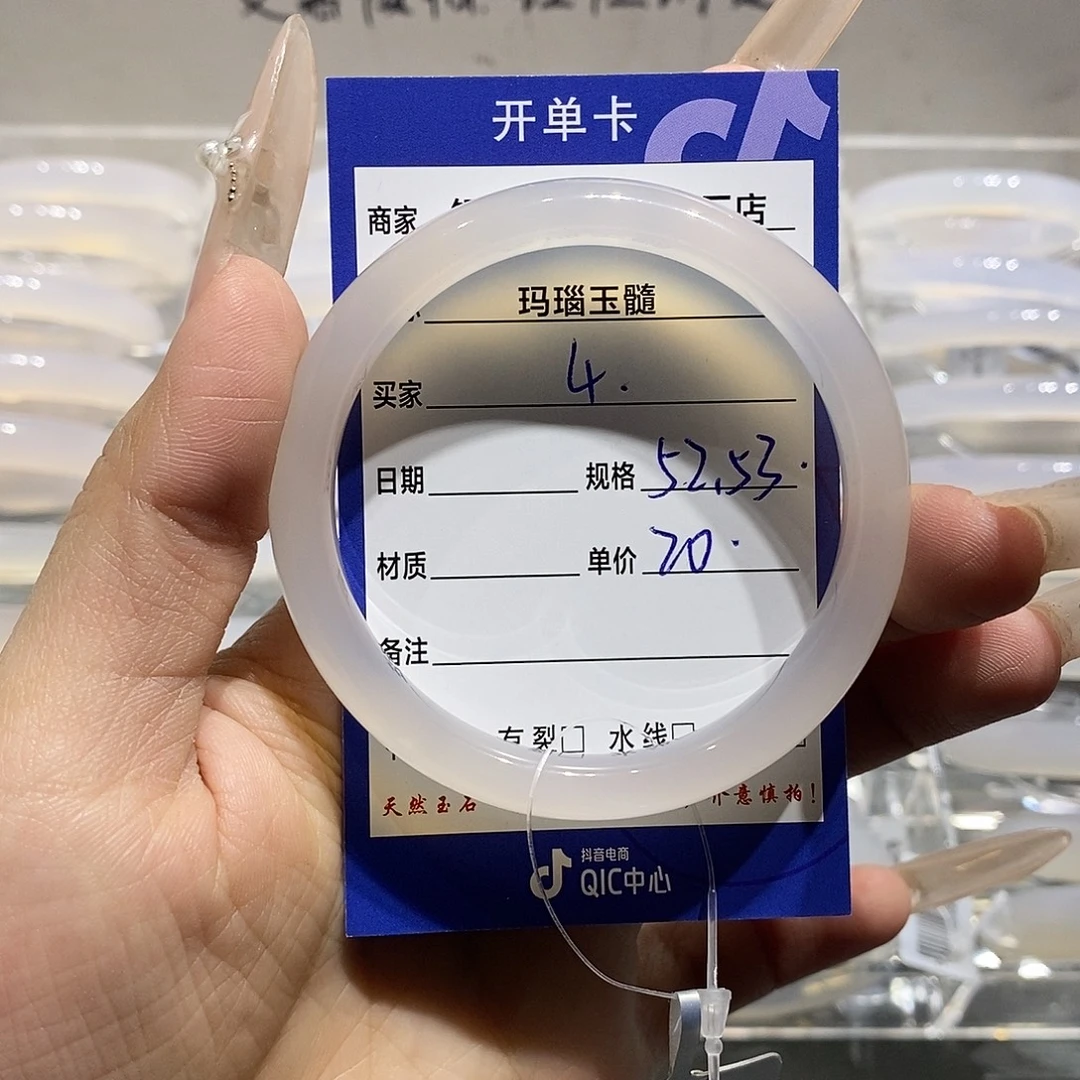 开单卡
商家 店
玛瑙玉髓
买家 4.
日期 规格 52,53.
材质 单价 70.
备注
有裂□ 水线□
天然玉石 介意慎拍！
抖音电商
QIC中心